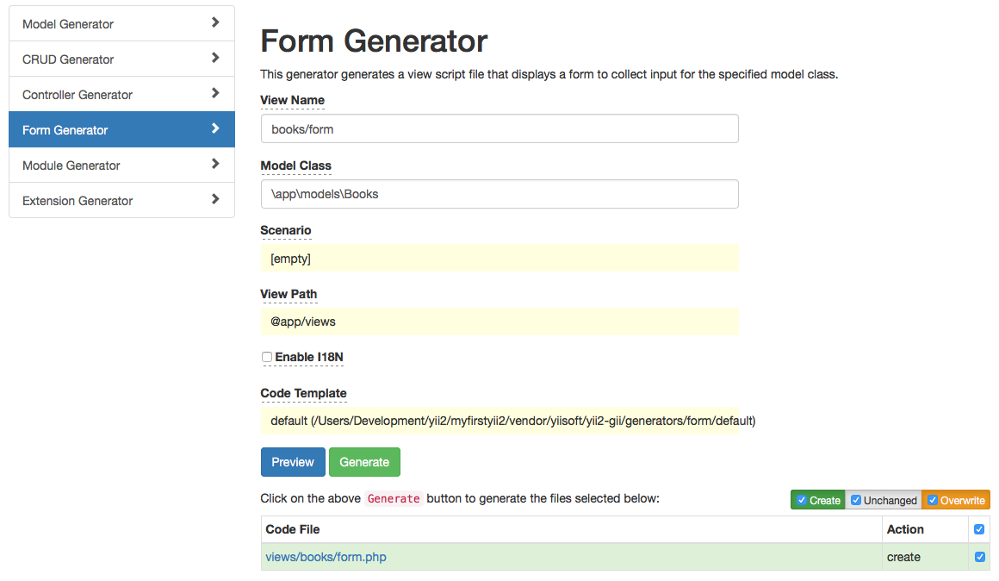 Model Generator
CRUD Generator
Controller Generator
Form Generator
Module Generator
Extension Generator
Form Generator
This generator generates a view script file that displays a form to collect input for the specified model class.
View Name
books/form
Model Class
\app\models\Books
Scenario
[empty]
View Path
@app/views
Enable I18N
Code Template
default (/Users/Development/yii2/myfirstyii2/vendor/yiisoft/yii2-gii/generators/form/default)
Preview Generate
Click on the above Generate button to generate the files selected below: Create Unchanged Overwrite
Code File Action
views/books/form.php create